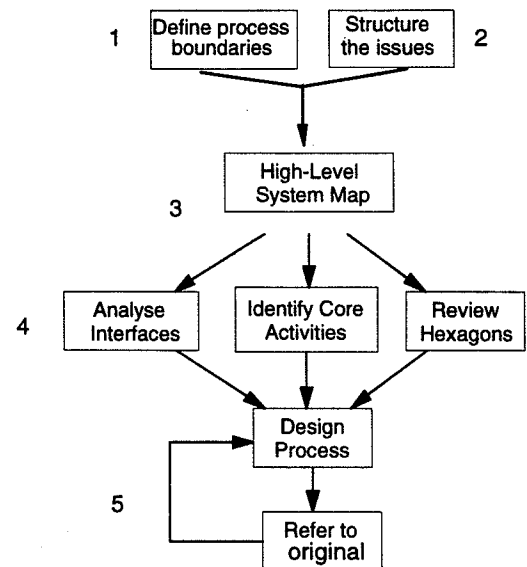 1
Define process
boundaries
Structure
the issues
2
High-Level
System Map
3
4
Analyse
Interfaces
Identify Core
Activities
Review
Hexagons
Design
Process
5
Refer to
original